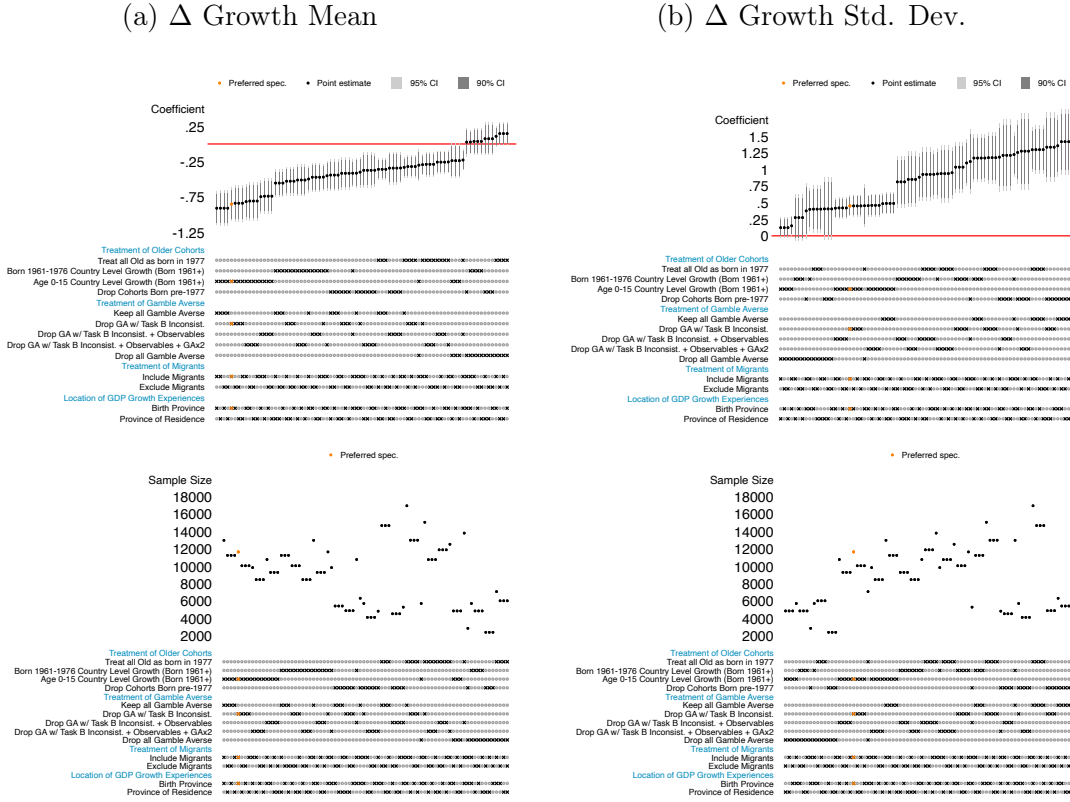 (a) Δ Growth Mean
Preferred spec. Point estimate 95% CI 90% CI
Coefficient
.25
-.25
-.75
-1.25
Treatment of Older Cohorts
Treat all Old as born in 1977
Born 1961-1976 Country Level Growth (Born 1961+)
Age 0-15 Country Level Growth (Born 1961+)
Drop Cohorts Born pre-1977
Treatment of Gamble Averse
Keep all Gamble Averse
Drop GA w/ Task B Inconsist.
Drop GA w/ Task B Inconsist. + Observables
Drop GA w/ Task B Inconsist. + Observables + GAx2
Drop all Gamble Averse
Treatment of Migrants
Include Migrants
Exclude Migrants
Location of GDP Growth Experiences
Birth Province
Province of Residence
(b) Δ Growth Std. Dev.
Preferred spec. Point estimate 95% CI 90% CI
Coefficient
1.5
1.25
1
.75
.5
.25
0
Treatment of Older Cohorts
Treat all Old as born in 1977
Born 1961-1976 Country Level Growth (Born 1961+)
Age 0-15 Country Level Growth (Born 1961+)
Drop Cohorts Born pre-1977
Treatment of Gamble Averse
Keep all Gamble Averse
Drop GA w/ Task B Inconsist.
Drop GA w/ Task B Inconsist. + Observables
Drop GA w/ Task B Inconsist. + Observables + GAx2
Drop all Gamble Averse
Treatment of Migrants
Include Migrants
Exclude Migrants
Location of GDP Growth Experiences
Birth Province
Province of Residence
Preferred spec.
Sample Size
18000
16000
14000
12000
10000
8000
6000
4000
2000
Treatment of Older Cohorts
Treat all Old as born in 1977
Born 1961-1976 Country Level Growth (Born 1961+)
Age 0-15 Country Level Growth (Born 1961+)
Drop Cohorts Born pre-1977
Treatment of Gamble Averse
Keep all Gamble Averse
Drop GA w/ Task B Inconsist.
Drop GA w/ Task B Inconsist. + Observables
Drop GA w/ Task B Inconsist. + Observables + GAx2
Drop all Gamble Averse
Treatment of Migrants
Include Migrants
Exclude Migrants
Location of GDP Growth Experiences
Birth Province
Province of Residence
Preferred spec.
Sample Size
18000
16000
14000
12000
10000
8000
6000
4000
2000
Treatment of Older Cohorts
Treat all Old as born in 1977
Born 1961-1976 Country Level Growth (Born 1961+)
Age 0-15 Country Level Growth (Born 1961+)
Drop Cohorts Born pre-1977
Treatment of Gamble Averse
Keep all Gamble Averse
Drop GA w/ Task B Inconsist.
Drop GA w/ Task B Inconsist. + Observables
Drop GA w/ Task B Inconsist. + Observables + GAx2
Drop all Gamble Averse
Treatment of Migrants
Include Migrants
Exclude Migrants
Location of GDP Growth Experiences
Birth Province
Province of Residence